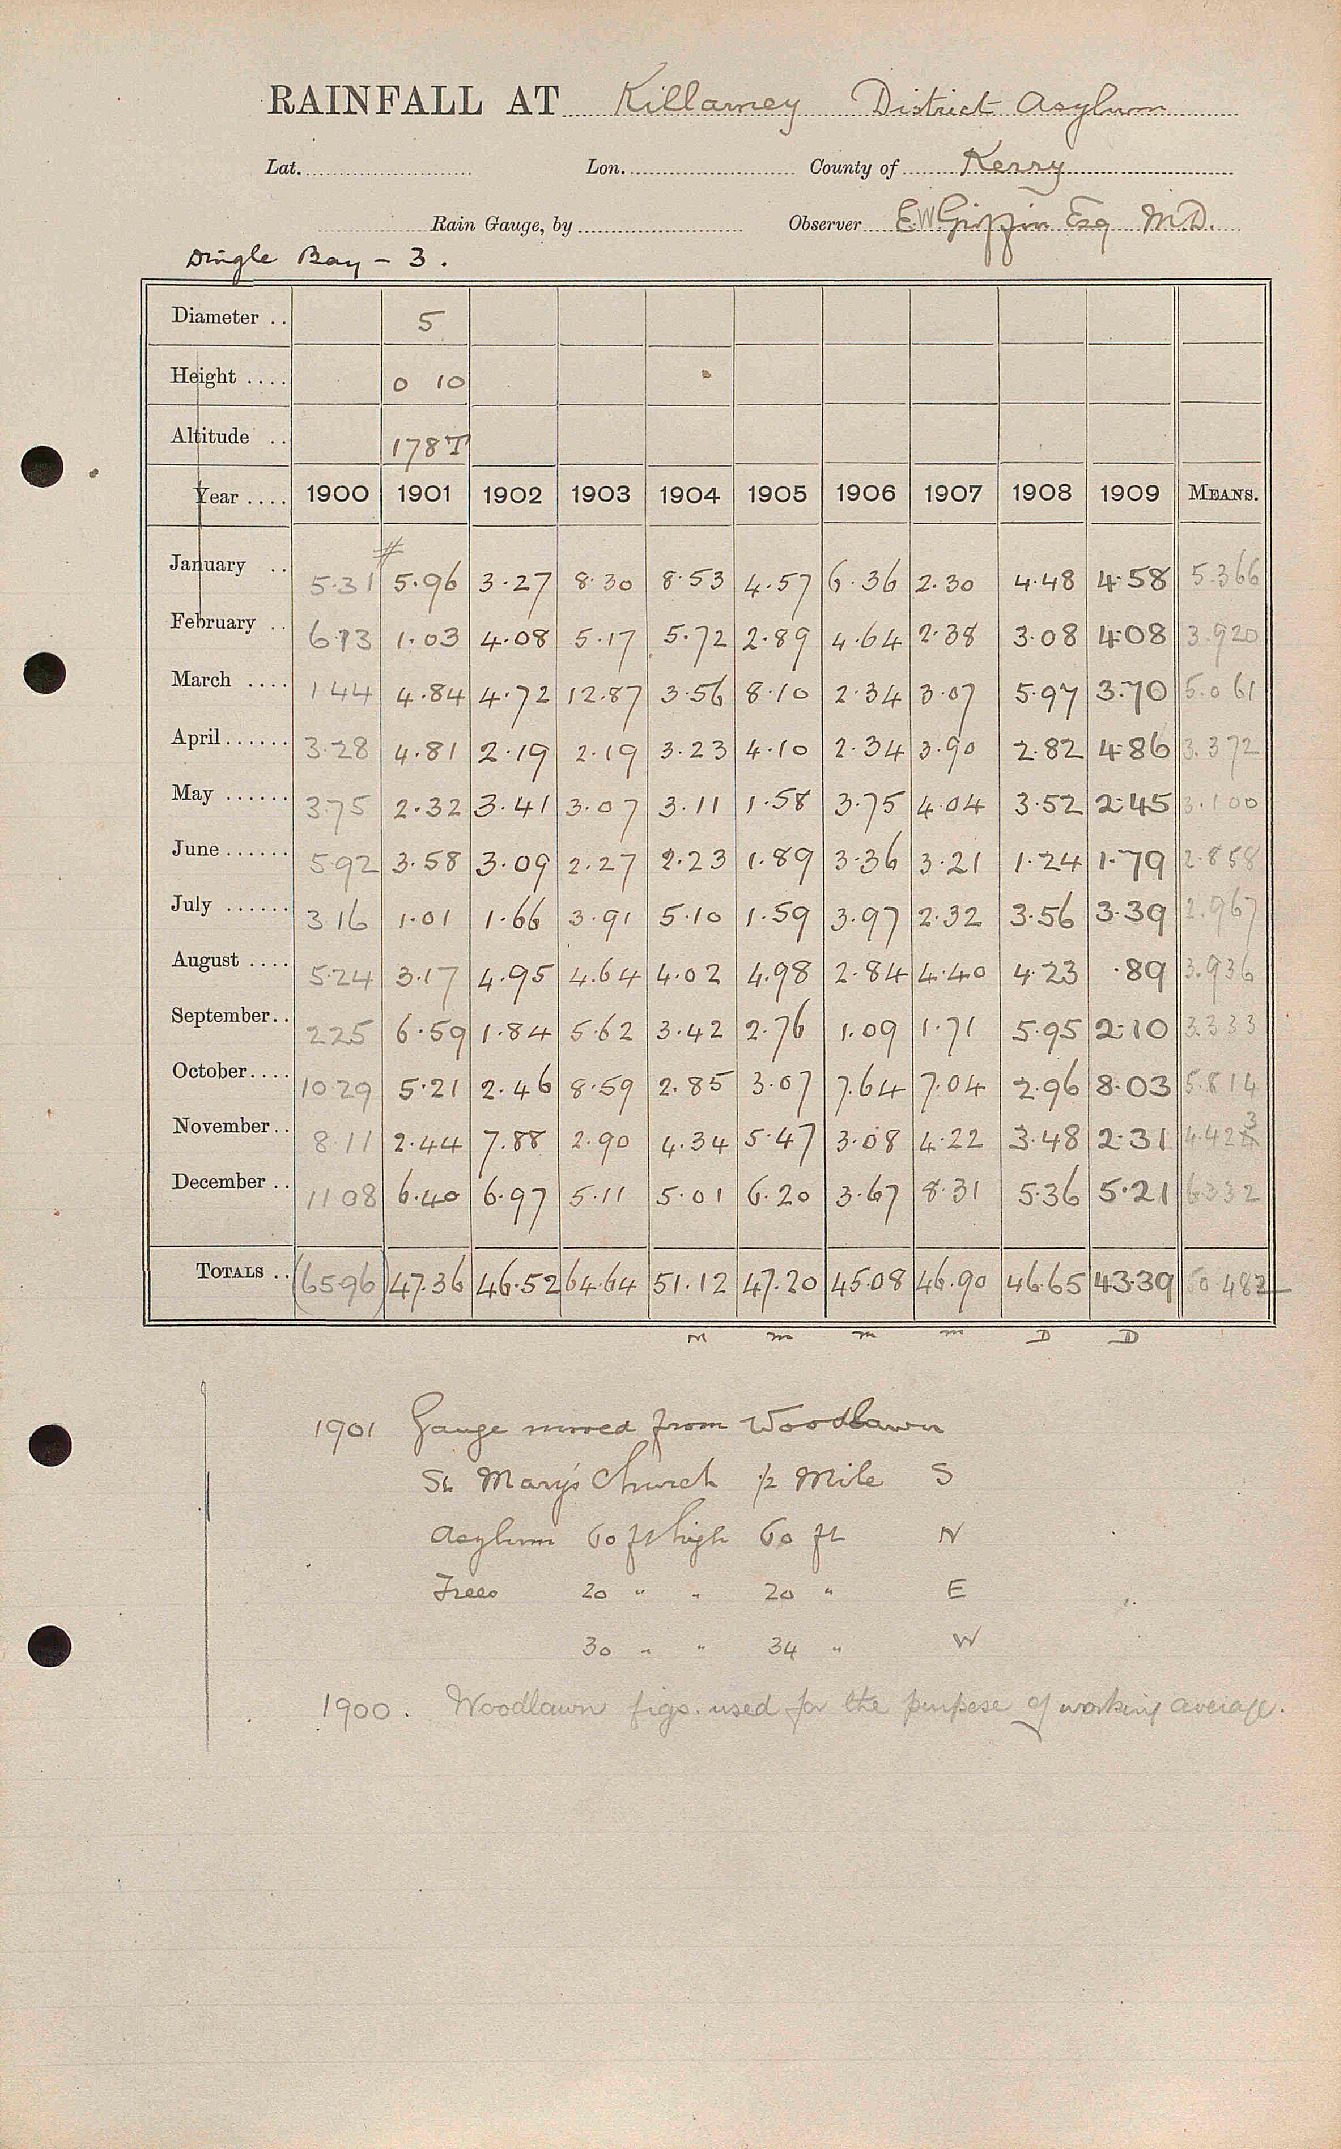 RAINFALL AT Killarney District Asylum
Lat. Lon. County of Kerry
Rain Gauge, by Observer E.W. Griffin Esq M.D.
Dingle Bay - 3.
Diameter .. 5
Height .... 0 10
Altitude .. 178T
Year .... 1900 1901 1902 1903 1904 1905 1906 1907 1908 1909 MEANS.
January .. 5.31 # 5.96 3.27 8.30 8.53 4.57 6.36 2.30 4.48 4.58 5.366
February .. 6.13 1.03 4.08 5.17 5.72 2.89 4.64 2.38 3.08 4.08 3.920
March .... 1.44 4.84 4.72 12.87 3.56 8.10 2.34 3.07 5.97 3.70 5.061
April...... 3.28 4.81 2.19 2.19 3.23 4.10 2.34 3.90 2.82 4.86 3.372
May ...... 3.75 2.32 3.41 3.07 3.11 1.58 3.75 4.04 3.52 2.45 3.100
June...... 5.92 3.58 3.09 2.27 2.23 1.89 3.36 3.21 1.24 1.79 2.858
July ...... 3.16 1.01 1.66 3.91 5.10 1.59 3.97 2.32 3.56 3.39 2.967
August .... 5.24 3.17 4.95 4.64 4.02 4.98 2.84 4.40 4.23 .89 3.936
September.. 2.25 6.59 1.84 5.62 3.42 2.76 1.09 1.71 5.95 2.10 3.333
October.... 10.29 5.21 2.46 8.59 2.85 3.07 7.64 7.04 2.96 8.03 5.814
November.. 8.11 2.44 7.88 2.90 4.34 5.47 3.08 4.22 3.48 2.31 4.423
December .. 11.08 6.40 6.97 5.11 5.01 6.20 3.67 8.31 5.36 5.21 6.332
TOTALS .. (65.96) 47.36 46.52 64.64 51.12 47.20 45.08 46.90 46.65 43.39 50.482
M m m m D D
1901 Gauge moved from Woodlawn
St Mary's Church ½ Mile S
Asylum 60 ft high 60 ft N
Trees 20 " " 20 " E
30 " " 34 " W
1900. Woodlawn figs. used for the purpose of working average.